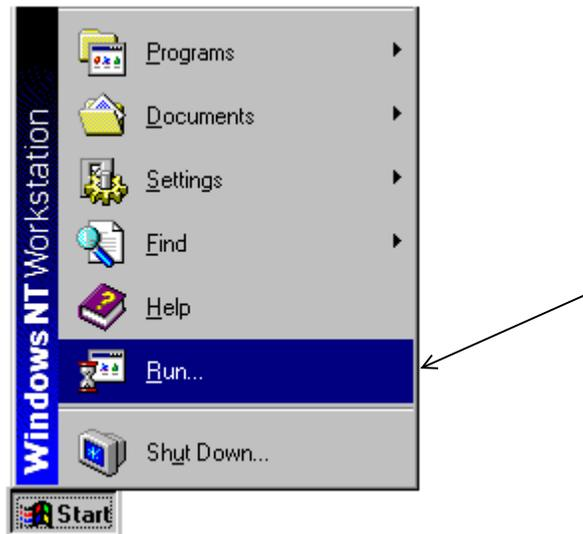 Windows NT Workstation
Programs
Documents
Settings
Find
Help
Run...
Shut Down...
Start